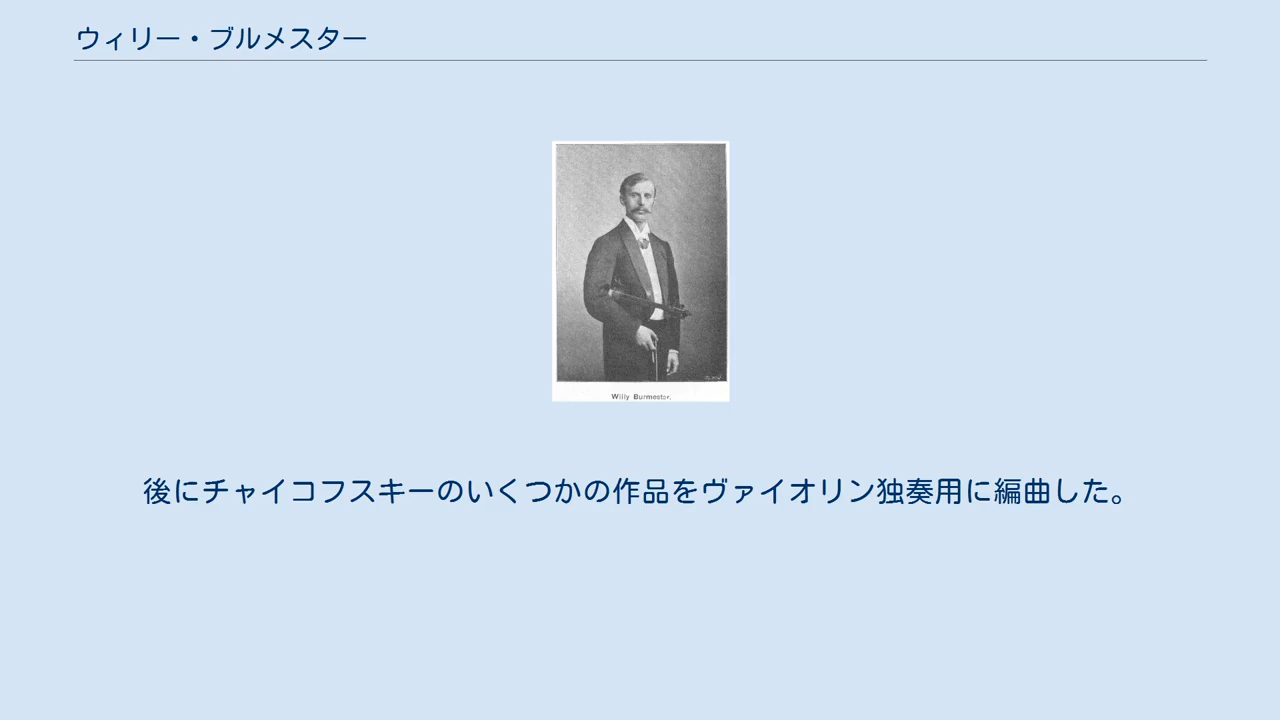 ウィリー・ブルメスター
Willy Burmester.
後にチャイコフスキーのいくつかの作品をヴァイオリン独奏用に編曲した。